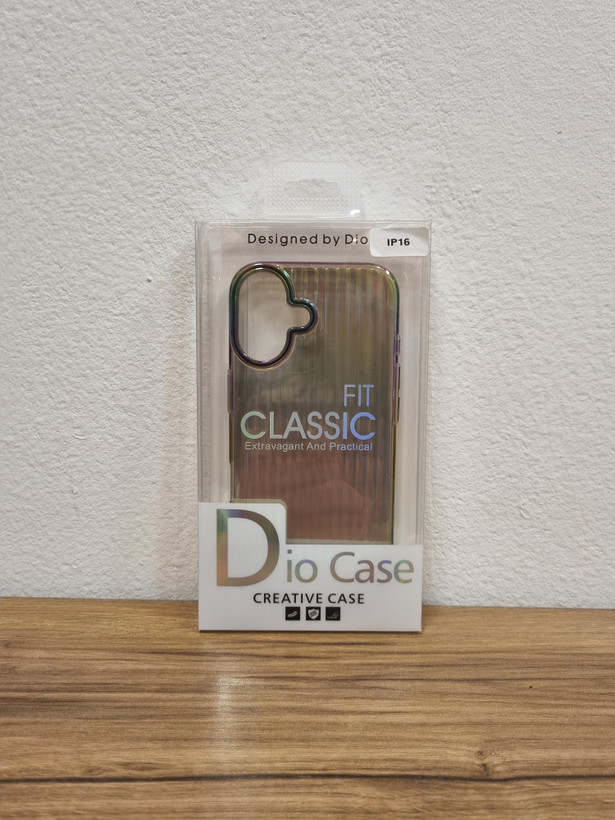 Designed by Dio
IP16
FIT
CLASSIC
Extravagant And Practical
Dio Case
CREATIVE CASE